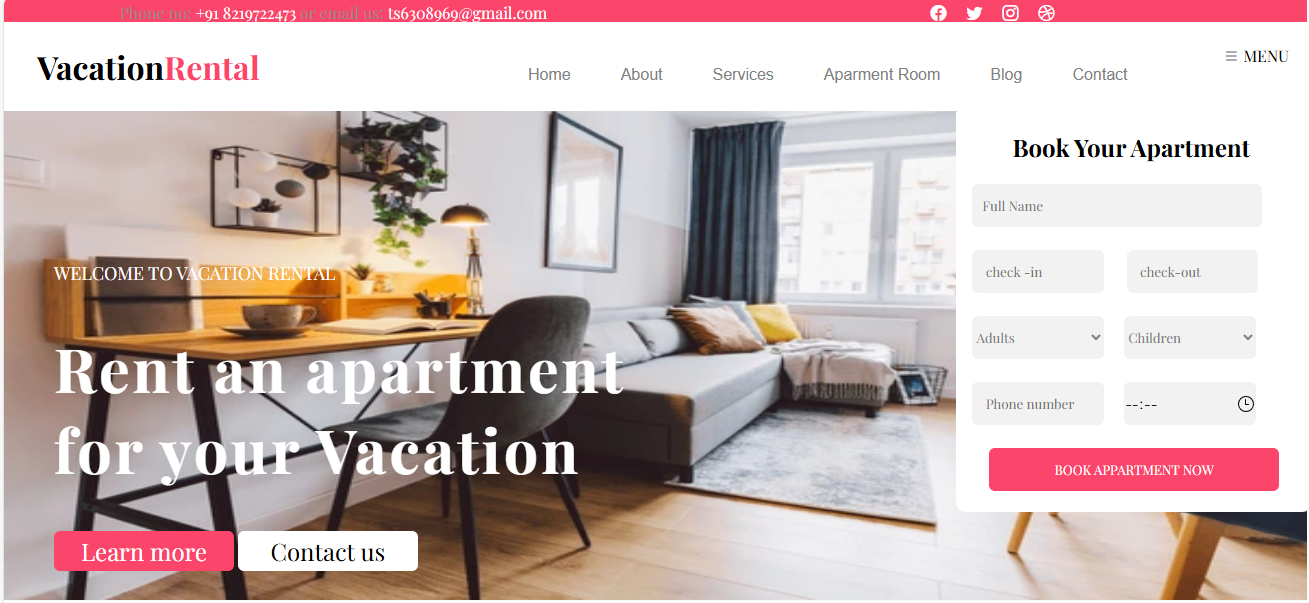 Phone no: +91 8219722473 or email us: ts6308969@gmail.com
VacationRental
Home About Services Aparment Room Blog Contact
☰ MENU
WELCOME TO VACATION RENTAL
Rent an apartment
for your Vacation
Learn more Contact us
Book Your Apartment
Full Name
check -in check-out
Adults Children
Phone number --:--
BOOK APPARTMENT NOW